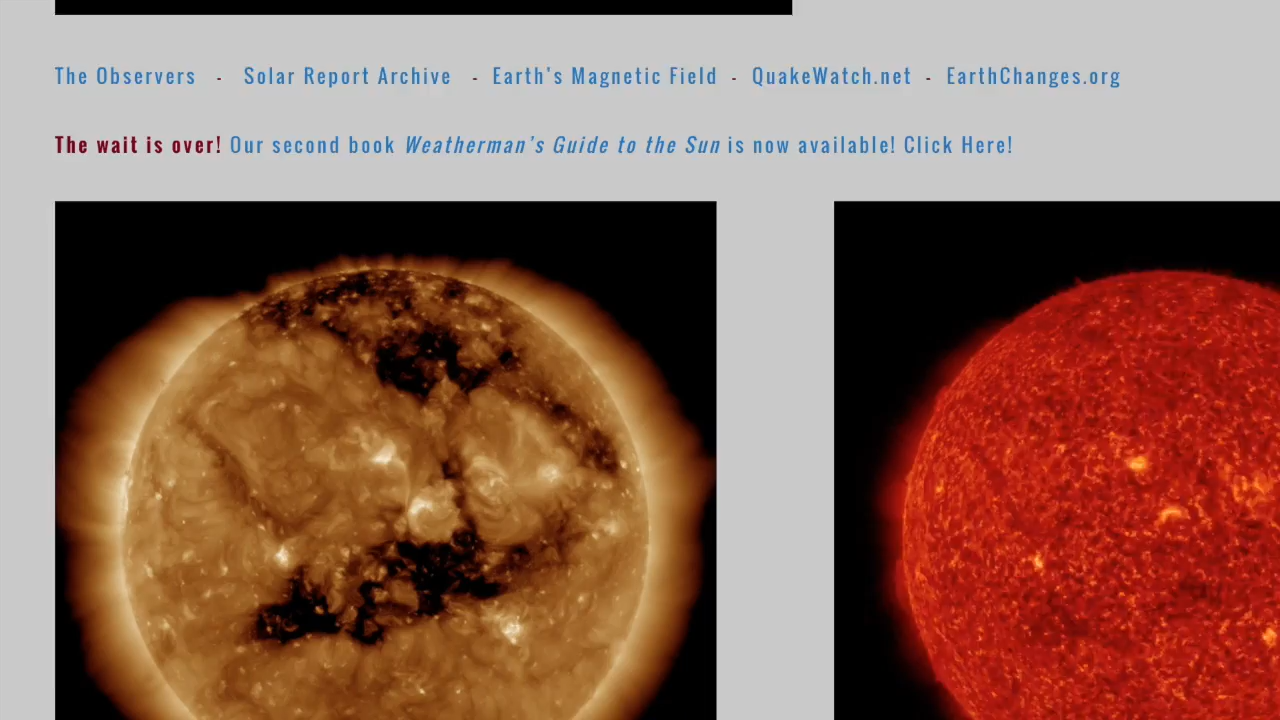 The Observers - Solar Report Archive - Earth's Magnetic Field - QuakeWatch.net - EarthChanges.org
The wait is over! Our second book Weatherman's Guide to the Sun is now available! Click Here!